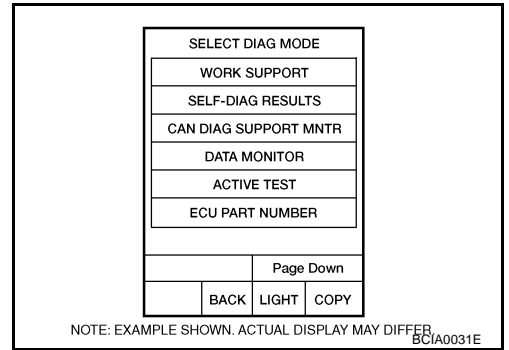 SELECT DIAG MODE
WORK SUPPORT
SELF-DIAG RESULTS
CAN DIAG SUPPORT MNTR
DATA MONITOR
ACTIVE TEST
ECU PART NUMBER
Page Down
BACK LIGHT COPY
NOTE: EXAMPLE SHOWN. ACTUAL DISPLAY MAY DIFFER.
BCIA0031E